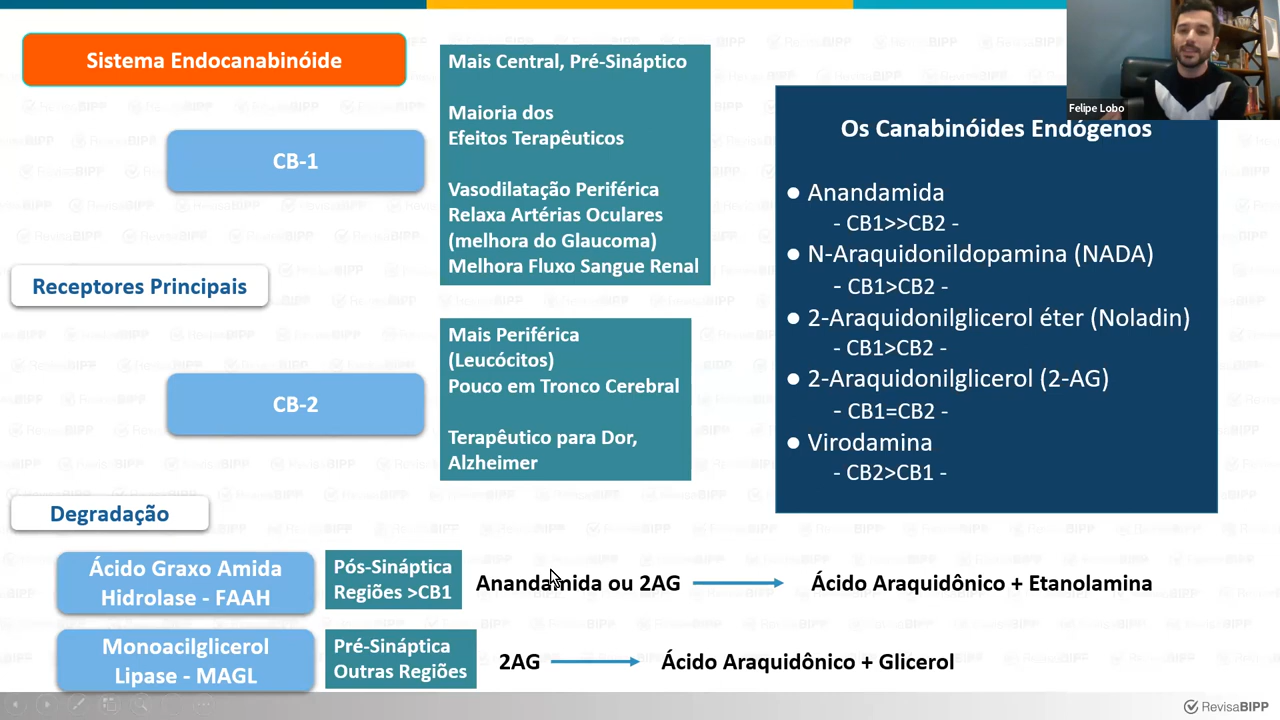 Sistema Endocanabinóide
CB-1
Mais Central, Pré-Sináptico
Maioria dos
Efeitos Terapêuticos
Vasodilatação Periférica
Relaxa Artérias Oculares
(melhora do Glaucoma)
Melhora Fluxo Sangue Renal
Receptores Principais
CB-2
Mais Periférica
(Leucócitos)
Pouco em Tronco Cerebral
Terapêutico para Dor,
Alzheimer
Felipe Lobo
Os Canabinóides Endógenos
● Anandamida
- CB1>>CB2 -
● N-Araquidonildopamina (NADA)
- CB1>CB2 -
● 2-Araquidonilglicerol éter (Noladin)
- CB1>CB2 -
● 2-Araquidonilglicerol (2-AG)
- CB1=CB2 -
● Virodamina
- CB2>CB1 -
Degradação
Ácido Graxo Amida
Hidrolase - FAAH
Pós-Sináptica
Regiões >CB1
Anandamida ou 2AG
Ácido Araquidônico + Etanolamina
Monoacilglicerol
Lipase - MAGL
Pré-Sináptica
Outras Regiões
2AG
Ácido Araquidônico + Glicerol
RevisaBIPP